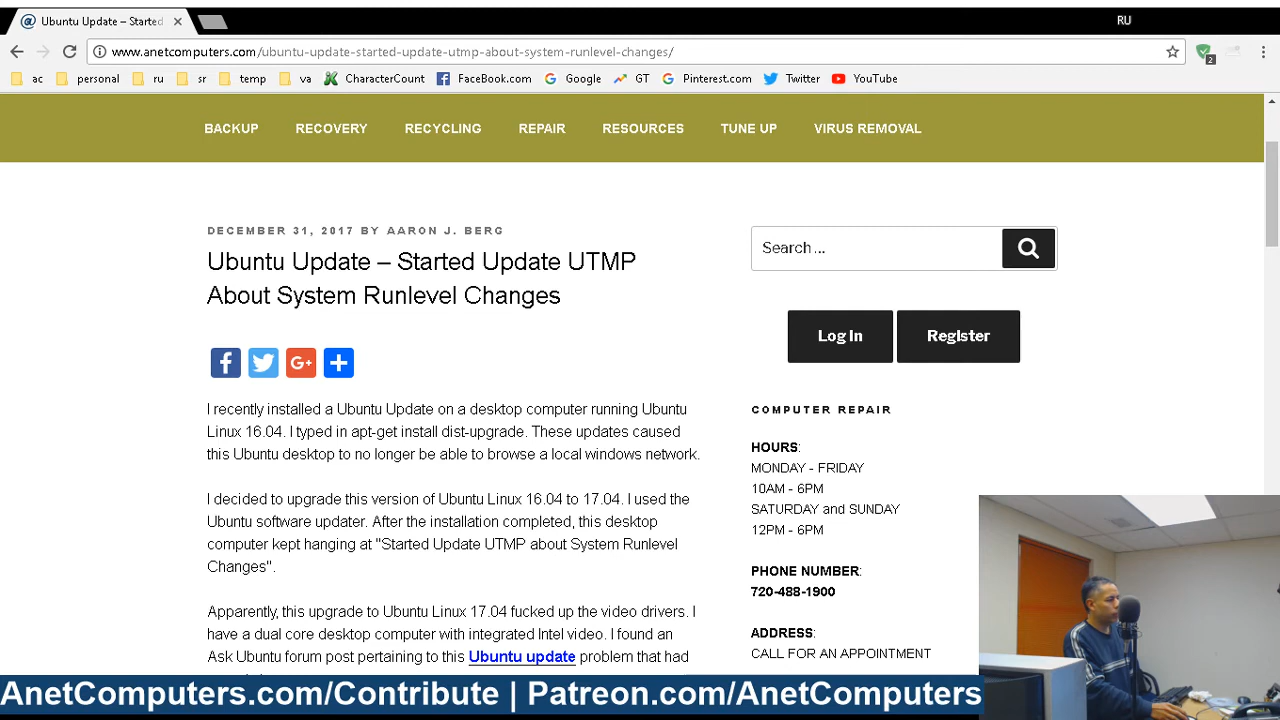 Ubuntu Update – Started
RU
www.anetcomputers.com/ubuntu-update-started-update-utmp-about-system-runlevel-changes/
2
ac personal ru sr temp va CharacterCount FaceBook.com Google GT Pinterest.com Twitter YouTube
BACKUP RECOVERY RECYCLING REPAIR RESOURCES TUNE UP VIRUS REMOVAL
DECEMBER 31, 2017 BY AARON J. BERG
Ubuntu Update – Started Update UTMP
About System Runlevel Changes
I recently installed a Ubuntu Update on a desktop computer running Ubuntu
Linux 16.04. I typed in apt-get install dist-upgrade. These updates caused
this Ubuntu desktop to no longer be able to browse a local windows network.
I decided to upgrade this version of Ubuntu Linux 16.04 to 17.04. I used the
Ubuntu software updater. After the installation completed, this desktop
computer kept hanging at "Started Update UTMP about System Runlevel
Changes".
Apparently, this upgrade to Ubuntu Linux 17.04 fucked up the video drivers. I
have a dual core desktop computer with integrated Intel video. I found an
Ask Ubuntu forum post pertaining to this Ubuntu update problem that had
Search ...
Log In Register
COMPUTER REPAIR
HOURS:
MONDAY - FRIDAY
10AM - 6PM
SATURDAY and SUNDAY
12PM - 6PM
PHONE NUMBER:
720-488-1900
ADDRESS:
CALL FOR AN APPOINTMENT
AnetComputers.com/Contribute | Patreon.com/AnetComputers